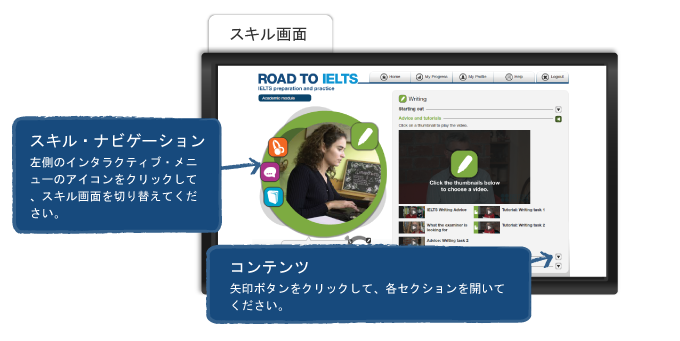 スキル画面
ROAD TO IELTS
IELTS preparation and practice
Academic module
Home
My Progress
My Profile
Help
Logout
Writing
Starting out
Advice and tutorials
Click on a thumbnail to play the video.
Click the thumbnails below
to choose a video.
IELTS Writing Advice
Tutorial: Writing task 1
What the examiner is
looking for
Tutorial: Writing task 2
Advice: Writing task 2
スキル・ナビゲーション
左側のインタラクティブ・メニ
ューのアイコンをクリックして
、スキル画面を切り替えてくだ
さい。
コンテンツ
矢印ボタンをクリックして、各セクションを開いて
ください。